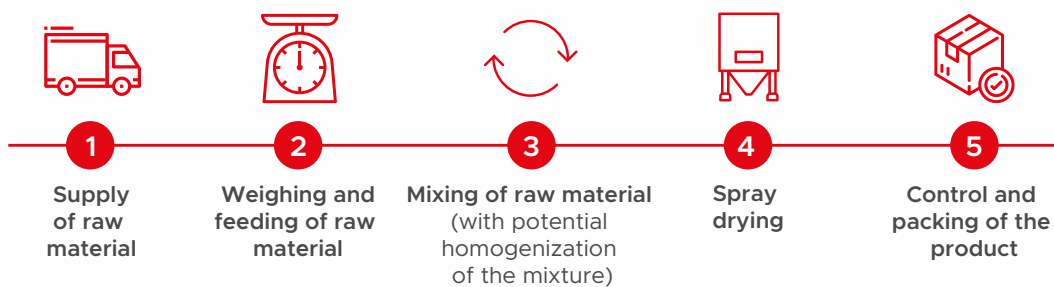 1
Supply
of raw
material
2
Weighing and
feeding of raw
material
3
Mixing of raw material
(with potential
homogenization
of the mixture)
4
Spray
drying
5
Control and
packing of the
product